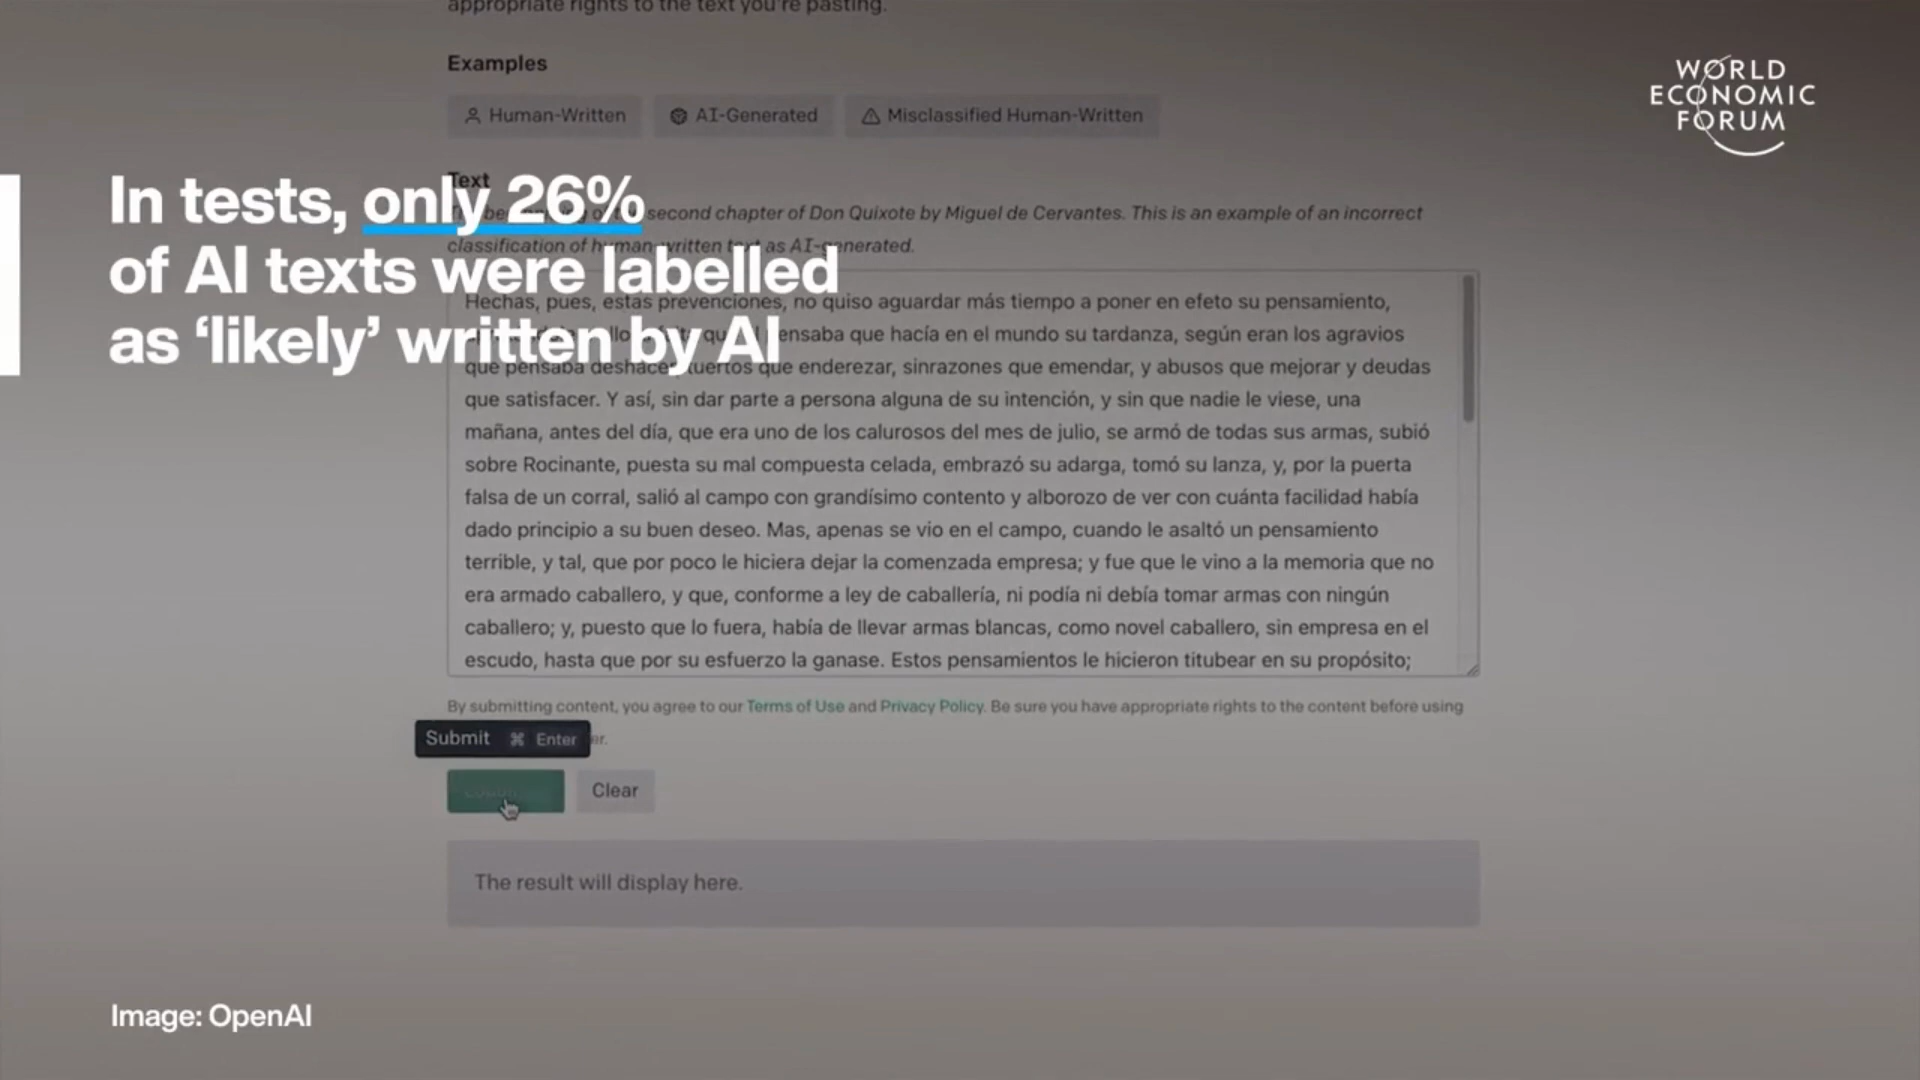 appropriate rights to the text you're pasting.
Examples
Human-Written
AI-Generated
Misclassified Human-Written
WORLD
ECONOMIC
FORUM
In tests, only 26%
of AI texts were labelled
as ‘likely’ written by AI
Text
second chapter of Don Quixote by Miguel de Cervantes. This is an example of an incorrect
classification of human-written text as AI-generated.
Hechas, pues, estas prevenciones, no quiso aguardar más tiempo a poner en efeto su pensamiento,
pensaba que hacía en el mundo su tardanza, según eran los agravios
que pensaba deshacer, tuertos que enderezar, sinrazones que emendar, y abusos que mejorar y deudas
que satisfacer. Y así, sin dar parte a persona alguna de su intención, y sin que nadie le viese, una
mañana, antes del día, que era uno de los calurosos del mes de julio, se armó de todas sus armas, subió
sobre Rocinante, puesta su mal compuesta celada, embrazó su adarga, tomó su lanza, y, por la puerta
falsa de un corral, salió al campo con grandísimo contento y alborozo de ver con cuánta facilidad había
dado principio a su buen deseo. Mas, apenas se vio en el campo, cuando le asaltó un pensamiento
terrible, y tal, que por poco le hiciera dejar la comenzada empresa; y fue que le vino a la memoria que no
era armado caballero, y que, conforme a ley de caballería, ni podía ni debía tomar armas con ningún
caballero; y, puesto que lo fuera, había de llevar armas blancas, como novel caballero, sin empresa en el
escudo, hasta que por su esfuerzo la ganase. Estos pensamientos le hicieron titubear en su propósito;
By submitting content, you agree to our Terms of Use and Privacy Policy. Be sure you have appropriate rights to the content before using
Submit ⌘ Enter
Clear
The result will display here.
Image: OpenAI